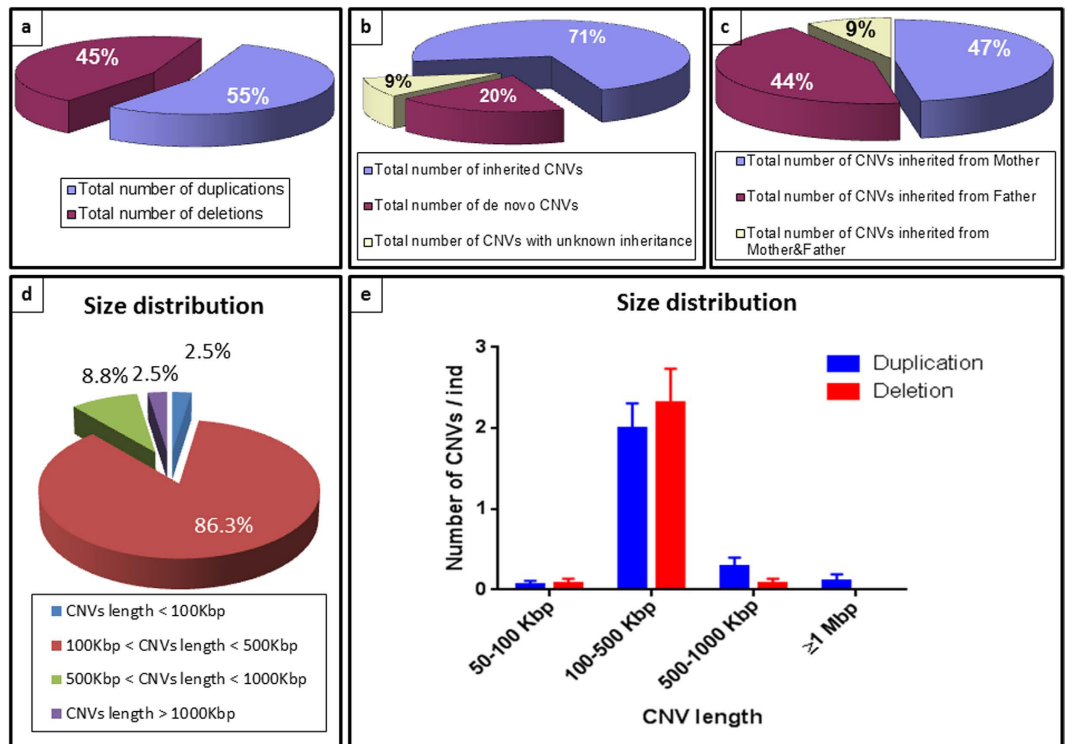 a
45%
55%
Total number of duplications
Total number of deletions
b
71%
9%
20%
Total number of inherited CNVs
Total number of de novo CNVs
Total number of CNVs with unknown inheritance
c
9%
47%
44%
Total number of CNVs inherited from Mother
Total number of CNVs inherited from Father
Total number of CNVs inherited from
Mother&Father
d
Size distribution
2.5%
8.8%
2.5%
86.3%
CNVs length < 100Kbp
100Kbp < CNVs length < 500Kbp
500Kbp < CNVs length < 1000Kbp
CNVs length > 1000Kbp
e
Size distribution
Number of CNVs / ind
3
2
1
0
Duplication
Deletion
50-100 Kbp
100-500 Kbp
500-1000 Kbp
≥1 Mbp
CNV length